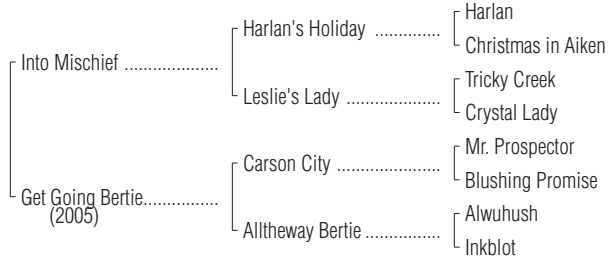 Harlan
Harlan's Holiday ..............
Christmas in Aiken
Into Mischief ....................
Tricky Creek
Leslie's Lady ....................
Crystal Lady
Mr. Prospector
Carson City ......................
Blushing Promise
Get Going Bertie................
(2005)
Alwuhush
Alltheway Bertie ................
Inkblot